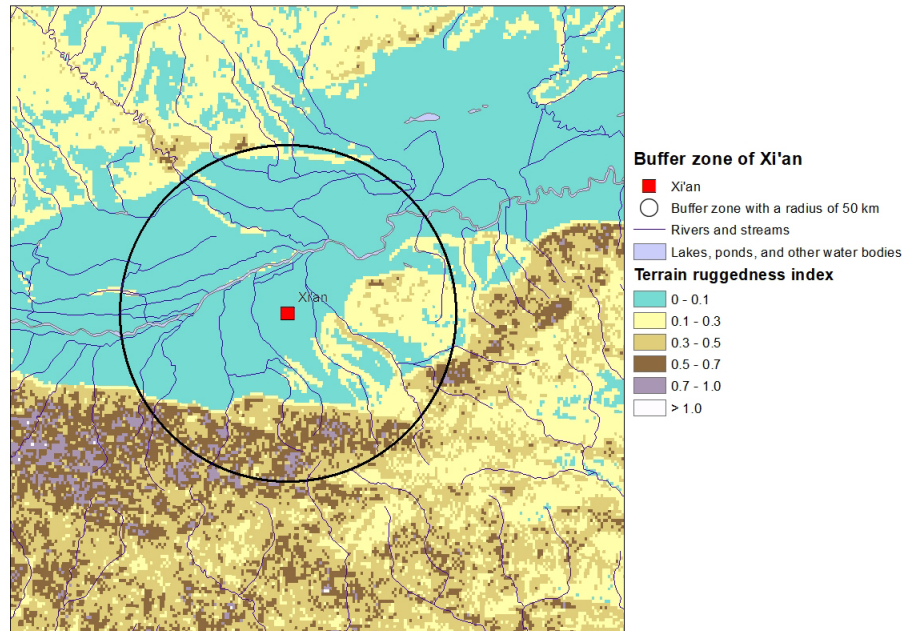 Xi'an
Buffer zone of Xi'an
Xi'an
Buffer zone with a radius of 50 km
Rivers and streams
Lakes, ponds, and other water bodies
Terrain ruggedness index
0 - 0.1
0.1 - 0.3
0.3 - 0.5
0.5 - 0.7
0.7 - 1.0
> 1.0